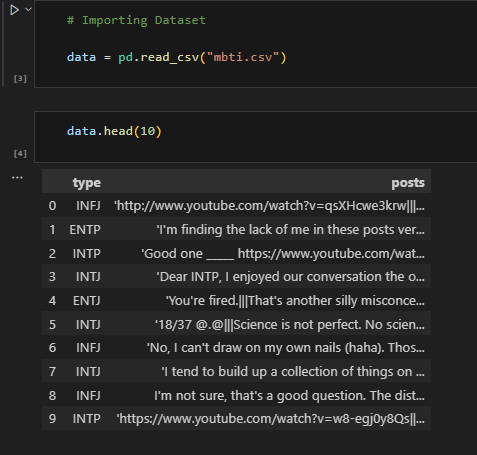 # Importing Dataset
data = pd.read_csv("mbti.csv")
[3]
data.head(10)
[4]
...
type posts
0 INFJ 'http://www.youtube.com/watch?v=qsXHcwe3krw|||...
1 ENTP 'I'm finding the lack of me in these posts ver...
2 INTP 'Good one _____ https://www.youtube.com/wat...
3 INTJ 'Dear INTP, I enjoyed our conversation the o...
4 ENTJ 'You're fired.|||That's another silly misconce...
5 INTJ '18/37 @.@|||Science is not perfect. No scien...
6 INFJ 'No, I can't draw on my own nails (haha). Thos...
7 INTJ 'I tend to build up a collection of things on ...
8 INFJ I'm not sure, that's a good question. The dist...
9 INTP 'https://www.youtube.com/watch?v=w8-egj0y8Qs||...